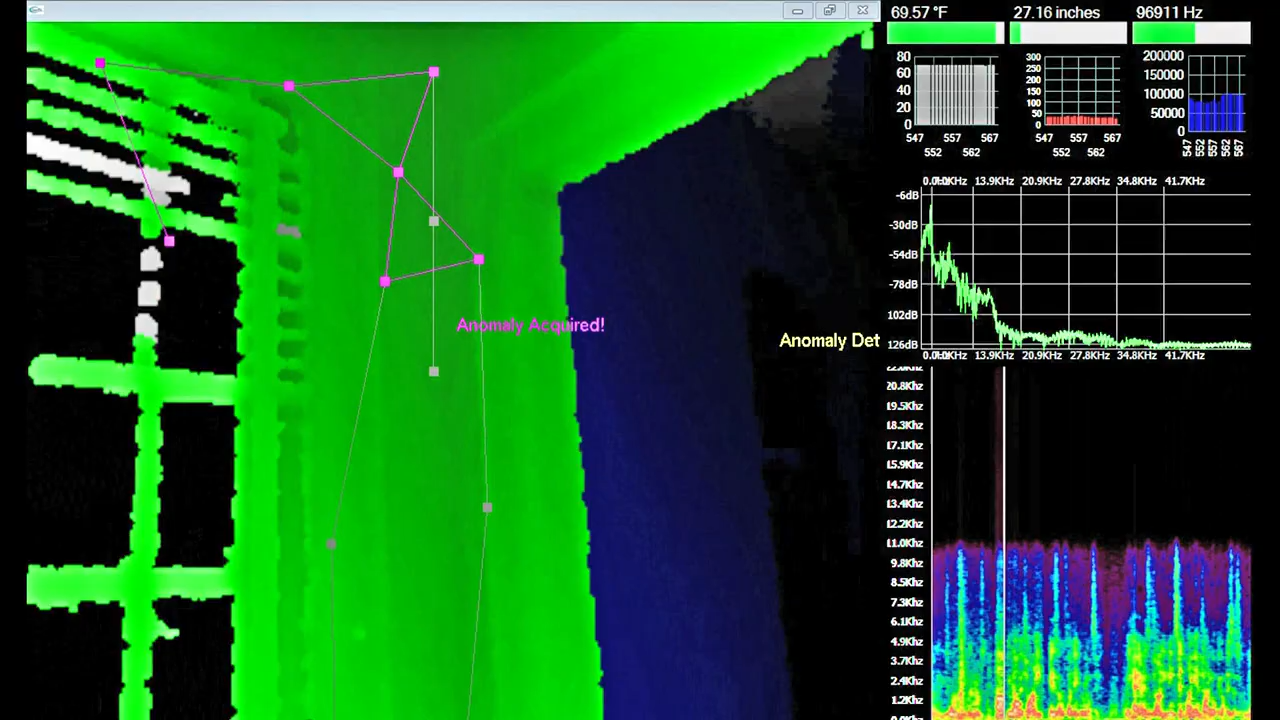 69.57 °F 27.16 inches 96911 Hz
80
60
40
20
0
547 557 567
552 562
300
250
200
150
100
50
0
547 557 567
552 562
200000
150000
100000
50000
0
547 552 557 562 567
13.9KHz 20.9KHz 27.8KHz 34.8KHz 41.7KHz
-6dB
-30dB
-54dB
-78dB
102dB
126dB
13.9KHz 20.9KHz 27.8KHz 34.8KHz 41.7KHz
Anomaly Acquired!
Anomaly Det
20.8Khz
19.5Khz
18.3Khz
17.1Khz
15.9Khz
14.7Khz
13.4Khz
12.2Khz
11.0Khz
9.8Khz
8.5Khz
7.3Khz
6.1Khz
4.9Khz
3.7Khz
2.4Khz
1.2Khz